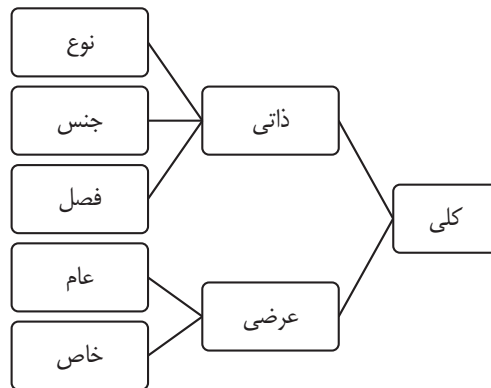 کلی
ذاتی
نوع
جنس
فصل
عرضی
عام
خاص